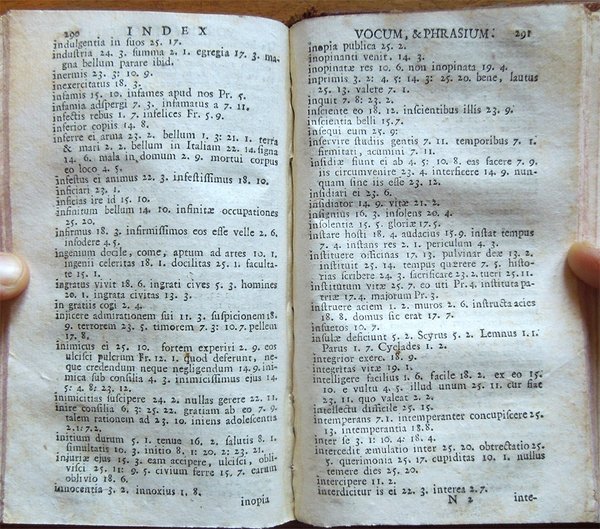 290 INDEX
indulgentia in suos 25. 17.
industria 24. 3. summa 2. 1. egregia 17. 3. ma-
gna bellum parare ibid.
inermis 23. 3: 10. 9.
inexercitatus 18. 3.
infamis 15. 10. infames apud nos Pr. 5.
infamia adspergi 7. 3. infamatus a 7. 11.
infectis rebus 1. 7. infelices Fr. 5. 9.
inferior copiis 14. 8.
inferre ei arma 23. 2. bellum 1. 3: 21. 1. terra
& mari 2. 2. bellum in Italiam 22. 14. signa
14. 6. mala in domum 2. 9. mortui corpus
eo loco 4. 5.
infestus ei animus 22. 3. infestissimus 18. 10.
inficiari 23. 1.
inficias ire id 15. 10.
infinitum bellum 14. 10. infinitæ occupationes
25. 20.
infirmus 18. 3. infirmissimos eos esse velle 2. 6.
infodere 4. 5.
ingenium docile, come, aptum ad artes 10. 1.
ingenii celeritas 18. 1. docilitas 25. 1. faculta-
te 15. 1.
ingratus vivit 18. 6. ingrati cives 5. 3. homines
20. 1. ingrata civitas 13. 3.
in gratiis cogi 2. 4.
injicere admirationem sui 11. 3. suspicionem 18.
9. terrorem 23. 5. timorem 7. 3: 10. 7. pellem
17. 8.
inimicus ei 25. 10. fortem experiri 2. 9. eos
ulcisci pulcrum Fr. 12. 1. quod deserunt, ne-
que credendum neque negligendum 14. 9. ini-
mica sub consilia 4. 3. inimicissimus ejus 14.
5: 4. 8: 23. 12.
inimicitias suscipere 24. 2. nullas gerere 22. 11.
inire consilia 6. 3: 25. 22. gratiam ab eo 7. 9.
talem rationem ad 23. 10. iniens adolescentia
2. 1: 7. 2.
initium durum 5. 1. tenue 16. 2. salutis 8. 1.
simultatis 10. 3. initio 8. 1: 20. 2: 23. 21.
injuriæ ejus 15. 3. eam accipere, ulcisci, obli-
visci 25. 11: 9. 5. civium ferre 15. 7. earum
oblivio 18. 6.
innocentia 3. 2. innoxius 1. 8.
inopia
VOCUM, & PHRASIUM. 291
inopia publica 25. 2.
inopinanti venit. 14. 3.
inopinatæ res 10. 6. non inopinata 19. 4.
inprimis 3. 2: 4. 5: 14. 3: 25. 20. bene, lautus
25. 13. valete 7. 1.
inquit 7. 8: 23. 2.
insciente eo 18. 12. inscientibus illis 23. 9.
inscientia belli 15. 7.
insequi eum 25. 9:
inservire studiis gentis 7. 11. temporibus 7. 1.
firmitati, acumini 7. 11.
insidiæ fiunt ei ab 4. 5: 10. 8. eas facere 7. 9.
iis circumvenire 23. 4. interficere 14. 9. nun-
quam sine iis esse 23. 12.
insidiari ei 23. 6.
insidiator 14. 9. vitæ 21. 2.
insignius 16. 3. insolens 20. 4.
insolentia 15. 5. gloriæ 17. 5.
instare hosti 18. 4. audacius 15. 9. instat tempus
7. 4. instans res 2. 1. periculum 4. 3.
instituere officinas 17. 13. pulvinar deæ 13. 2.
instituit 25. 14. tempus quærere 7. 5. histo-
rias scribere 24. 3. sacrificare 23. 2. tueri 25. 11.
institutum vitæ 25. 7. eo uti Pr. 4. instituta pa-
triæ 17. 4. majorum Pr. 3.
instruere aciem 1. 2. muros 2. 6. instructa acies
18. 8. domus sic erat 17. 7.
insuetos 10. 7.
insulæ deficiunt 2. 5. Scyrus 5. 2. Lemnus 1. 1.
Parus 1. 7. Cyclades 1. 2.
integrior exerc. 18. 9.
integritas vitæ 19. 1.
intelligere facilius 1. 6. facile 18. 2. ex eo 15.
10. e vultu 4. 5. illud unum 25. 11. cur fiat
23. 11. quo valeat 2. 2.
intellectu difficile 25. 15.
intemperans 7. 1. intemperanter concupiscere 25.
13. intemperantia 18. 8.
inter se 3. 1: 10. 4: 18. 4.
intercedit æmulatio inter 25. 20. obtrectatio 25.
5. querimonia 25. 17. cupiditas 10. 1. nullus
temere dies 25. 20.
intercipere 11. 2.
interdicitur is ei 22. 3. interea 2. 7.
N 2 inte-